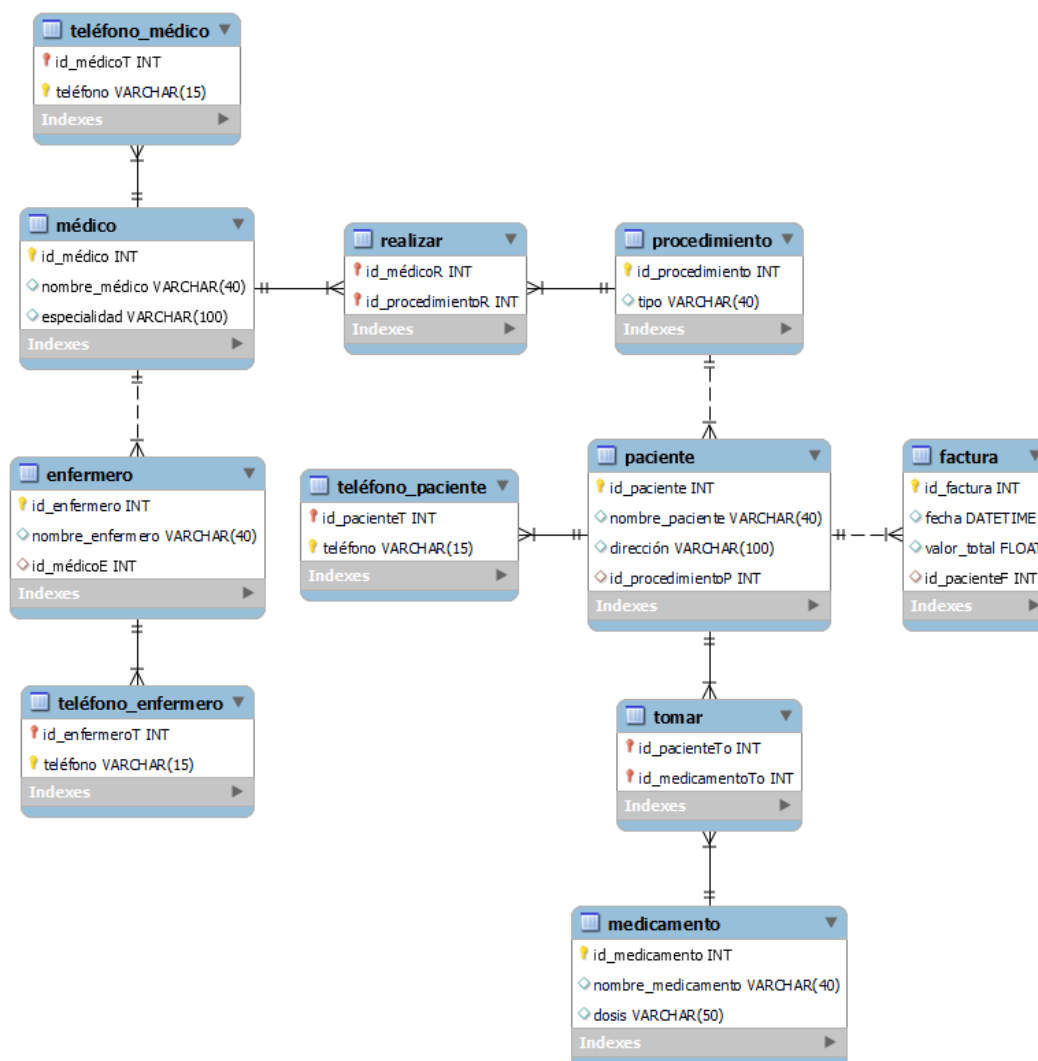 teléfono_médico
id_médicoT INT
teléfono VARCHAR(15)
Indexes
médico
id_médico INT
nombre_médico VARCHAR(40)
especialidad VARCHAR(100)
Indexes
realizar
id_médicoR INT
id_procedimientoR INT
Indexes
procedimiento
id_procedimiento INT
tipo VARCHAR(40)
Indexes
enfermero
id_enfermero INT
nombre_enfermero VARCHAR(40)
id_médicoE INT
Indexes
teléfono_paciente
id_pacienteT INT
teléfono VARCHAR(15)
Indexes
paciente
id_paciente INT
nombre_paciente VARCHAR(40)
dirección VARCHAR(100)
id_procedimientoP INT
Indexes
factura
id_factura INT
fecha DATETIME
valor_total FLOAT
id_pacienteF INT
Indexes
teléfono_enfermero
id_enfermeroT INT
teléfono VARCHAR(15)
Indexes
tomar
id_pacienteTo INT
id_medicamentoTo INT
Indexes
medicamento
id_medicamento INT
nombre_medicamento VARCHAR(40)
dosis VARCHAR(50)
Indexes